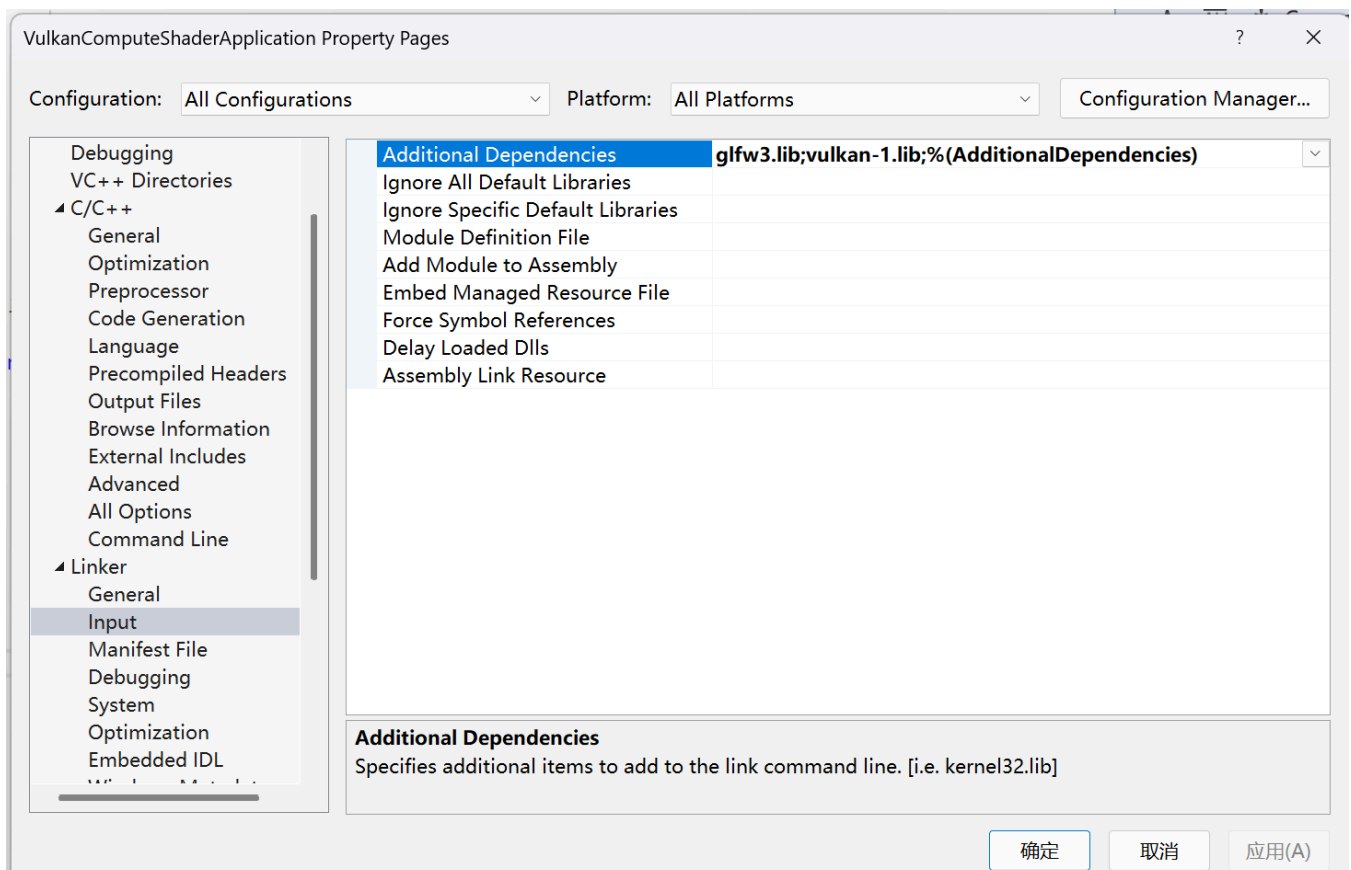 VulkanComputeShaderApplication Property Pages
?
Configuration: All Configurations Platform: All Platforms Configuration Manager...
Debugging
VC++ Directories
C/C++
General
Optimization
Preprocessor
Code Generation
Language
Precompiled Headers
Output Files
Browse Information
External Includes
Advanced
All Options
Command Line
Linker
General
Input
Manifest File
Debugging
System
Optimization
Embedded IDL
Additional Dependencies glfw3.lib;vulkan-1.lib;%(AdditionalDependencies)
Ignore All Default Libraries
Ignore Specific Default Libraries
Module Definition File
Add Module to Assembly
Embed Managed Resource File
Force Symbol References
Delay Loaded Dlls
Assembly Link Resource
Additional Dependencies
Specifies additional items to add to the link command line. [i.e. kernel32.lib]
确定 取消 应用(A)